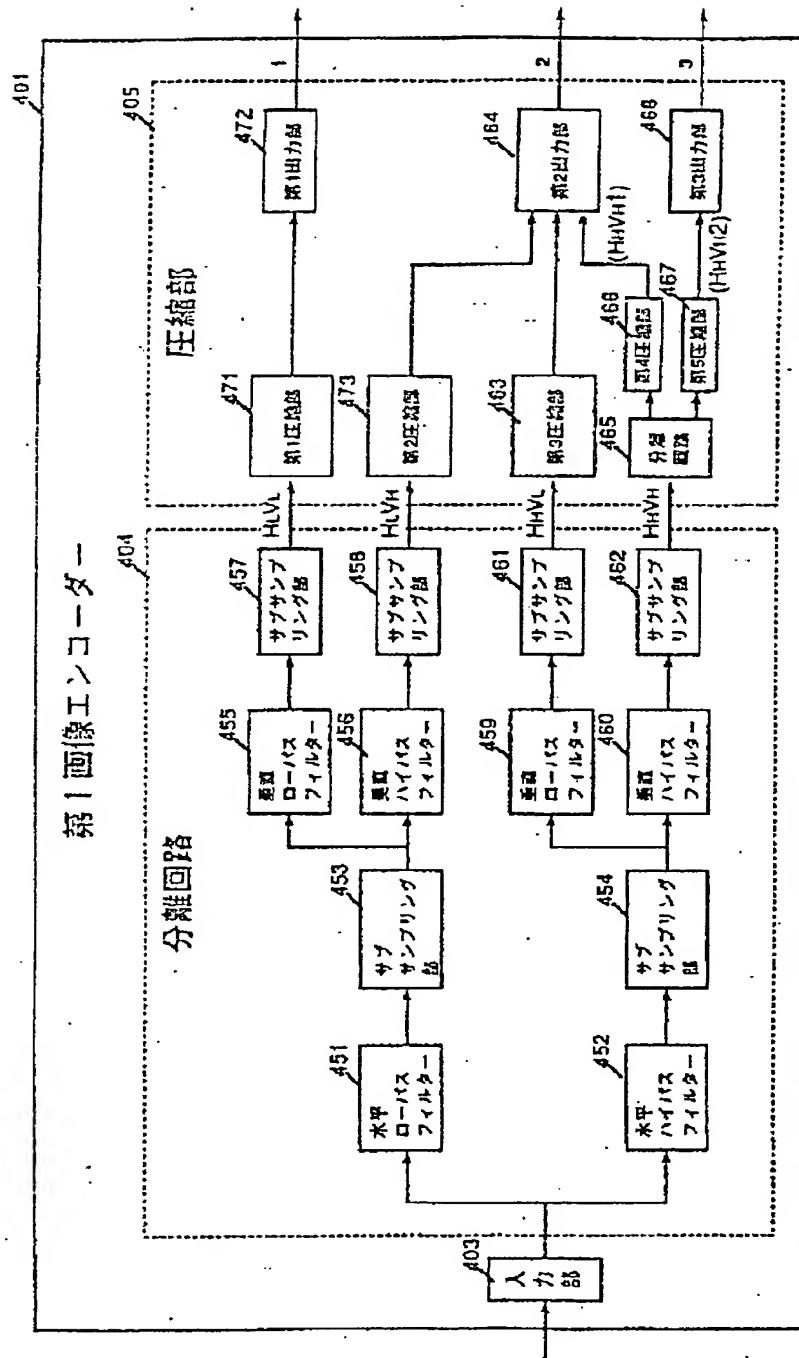 第1画像エンコーダー
401
403
入力部
404
分離回路
451
水平
ローパス
フィルター
452
水平
ハイパス
フィルター
453
サブ
サンプリング
部
454
サブ
サンプリング
部
455
垂直
ローパス
フィルター
456
垂直
ハイパス
フィルター
459
垂直
ローパス
フィルター
460
垂直
ハイパス
フィルター
457
サブサンプ
リング部
458
サブサンプ
リング部
461
サブサンプ
リング部
462
サブサンプ
リング部
HLVL
HLVH
HHVL
HHVH
405
圧縮部
471
第1圧縮部
473
第2圧縮部
463
第3圧縮部
465
分離
回路
466
第4圧縮部
467
第5圧縮部
(HHVH1)
(HHVH2)
472
第1出力部
464
第2出力部
468
第3出力部
1
2
3